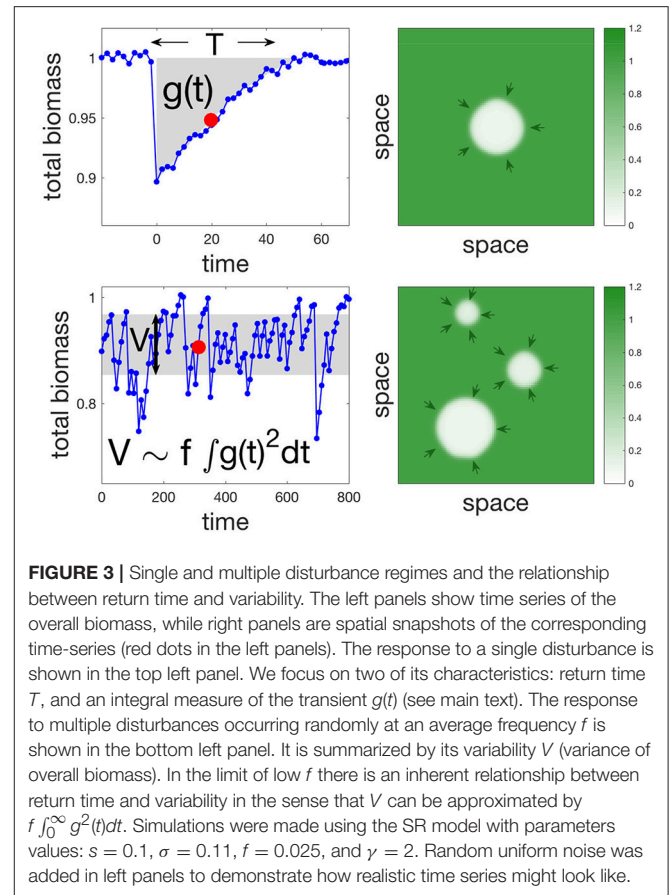 T
g(t)
total biomass
1
0.95
0.9
0
20
40
60
time
space
space
1.2
1
0.8
0.6
0.4
0.2
0
total biomass
1
0.8
V
V ∼ f ∫g(t)²dt
0
200
400
600
800
time
space
space
1.2
1
0.8
0.6
0.4
0.2
0
FIGURE 3 | Single and multiple disturbance regimes and the relationship
between return time and variability. The left panels show time series of the
overall biomass, while right panels are spatial snapshots of the corresponding
time-series (red dots in the left panels). The response to a single disturbance is
shown in the top left panel. We focus on two of its characteristics: return time
T, and an integral measure of the transient g(t) (see main text). The response
to multiple disturbances occurring randomly at an average frequency f is
shown in the bottom left panel. It is summarized by its variability V (variance of
overall biomass). In the limit of low f there is an inherent relationship between
return time and variability in the sense that V can be approximated by
f ∫₀^∞ g²(t)dt. Simulations were made using the SR model with parameters
values: s = 0.1, σ = 0.11, f = 0.025, and γ = 2. Random uniform noise was
added in left panels to demonstrate how realistic time series might look like.